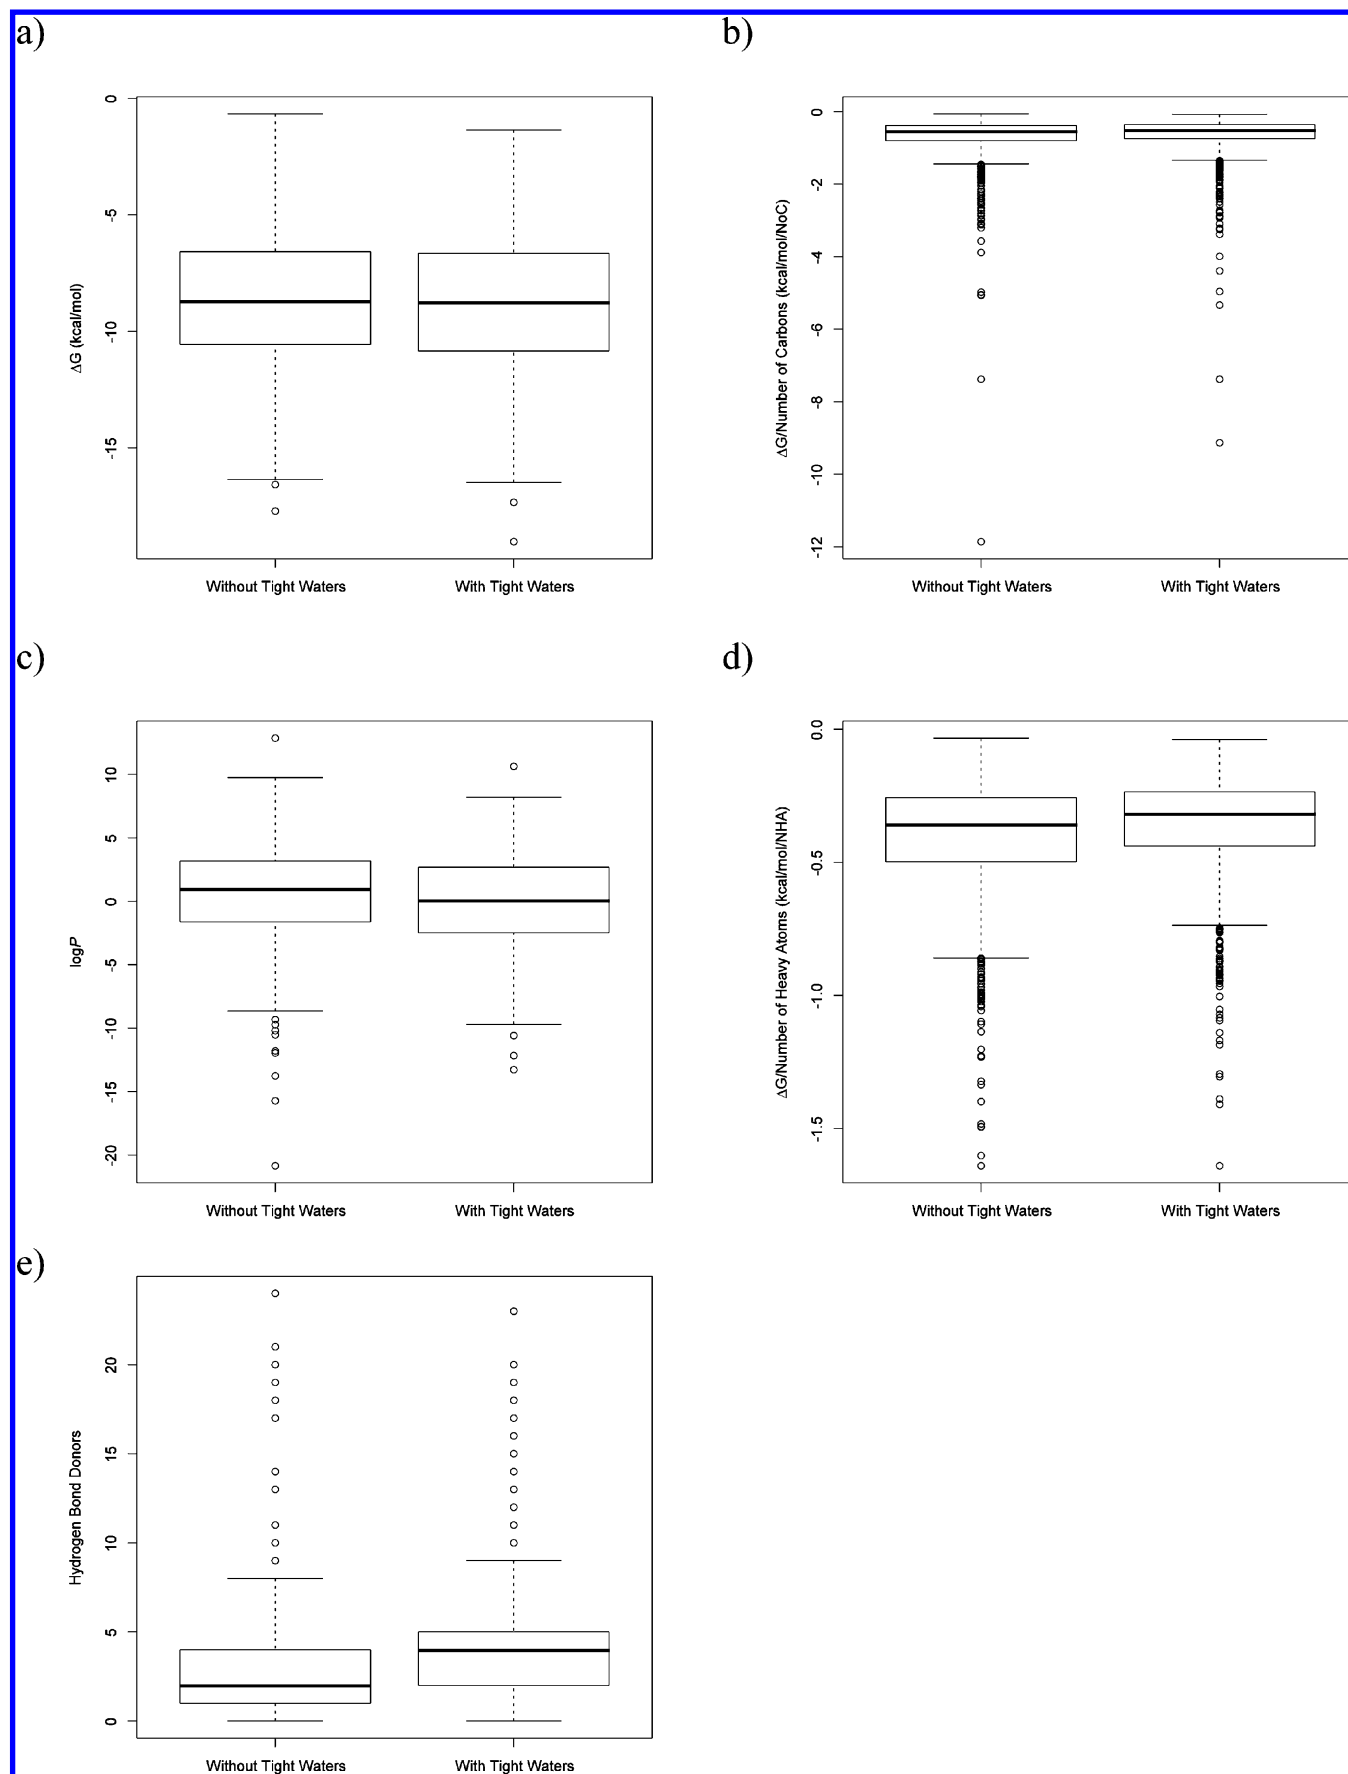 a)
0
-5
-10
-15
ΔG (kcal/mol)
Without Tight Waters
With Tight Waters
b)
0
-2
-4
-6
-8
-10
-12
ΔG/Number of Carbons (kcal/mol/NoC)
Without Tight Waters
With Tight Waters
c)
10
5
0
-5
-10
-15
-20
logP
Without Tight Waters
With Tight Waters
d)
0.0
-0.5
-1.0
-1.5
ΔG/Number of Heavy Atoms (kcal/mol/NHA)
Without Tight Waters
With Tight Waters
e)
20
15
10
5
0
Hydrogen Bond Donors
Without Tight Waters
With Tight Waters